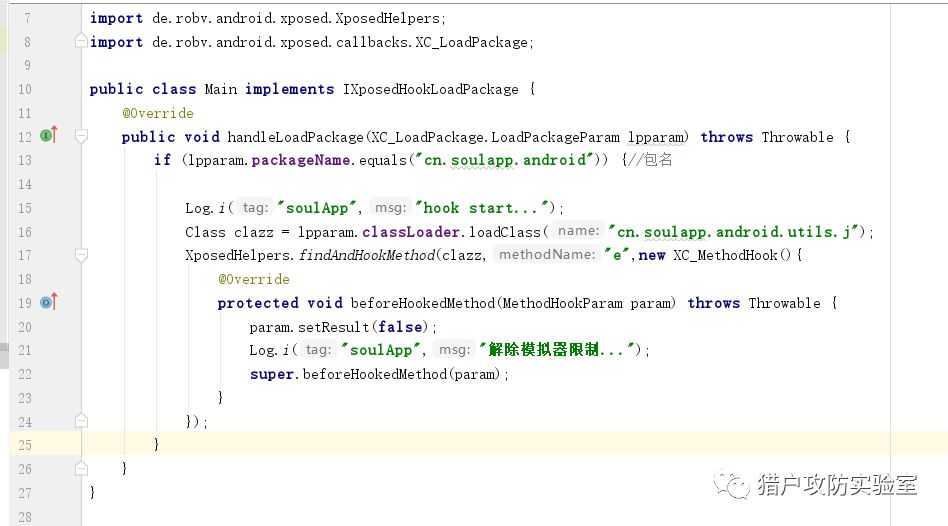 7 import de.robv.android.xposed.XposedHelpers;
8 import de.robv.android.xposed.callbacks.XC_LoadPackage;
9
10 public class Main implements IXposedHookLoadPackage {
11 @Override
12 public void handleLoadPackage(XC_LoadPackage.LoadPackageParam lpparam) throws Throwable {
13 if (lpparam.packageName.equals("cn.soulapp.android")) {//包名
14
15 Log.i( tag: "soulApp", msg: "hook start...");
16 Class clazz = lpparam.classLoader.loadClass( name: "cn.soulapp.android.utils.j");
17 XposedHelpers.findAndHookMethod(clazz, methodName: "e",new XC_MethodHook(){
18 @Override
19 protected void beforeHookedMethod(MethodHookParam param) throws Throwable {
20 param.setResult(false);
21 Log.i( tag: "soulApp", msg: "解除模拟器限制...");
22 super.beforeHookedMethod(param);
23 }
24 });
25 }
26 }
27 }
28
猎户攻防实验室